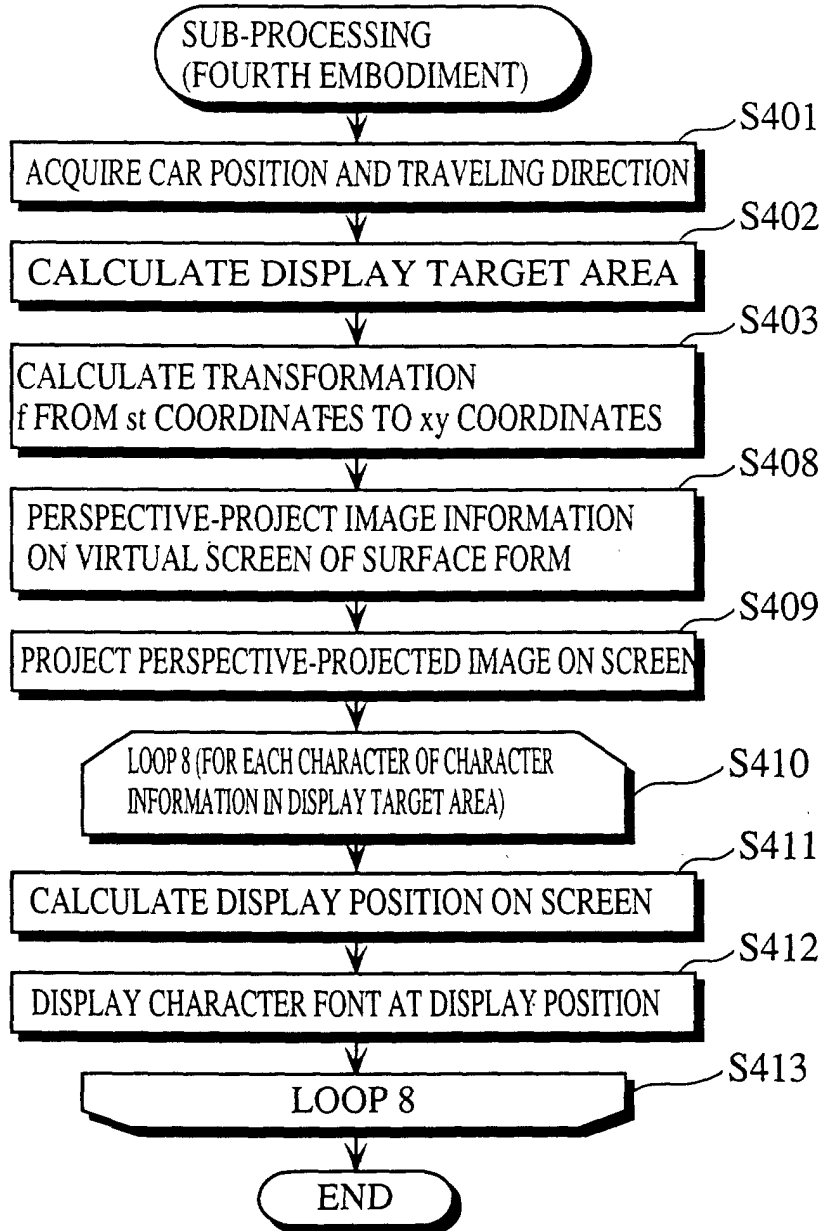 SUB-PROCESSING
(FOURTH EMBODIMENT)
S401
ACQUIRE CAR POSITION AND TRAVELING DIRECTION
S402
CALCULATE DISPLAY TARGET AREA
S403
CALCULATE TRANSFORMATION
f FROM st COORDINATES TO xy COORDINATES
S408
PERSPECTIVE-PROJECT IMAGE INFORMATION
ON VIRTUAL SCREEN OF SURFACE FORM
S409
PROJECT PERSPECTIVE-PROJECTED IMAGE ON SCREEN
LOOP 8 (FOR EACH CHARACTER OF CHARACTER
INFORMATION IN DISPLAY TARGET AREA)
S410
S411
CALCULATE DISPLAY POSITION ON SCREEN
S412
DISPLAY CHARACTER FONT AT DISPLAY POSITION
S413
LOOP 8
END